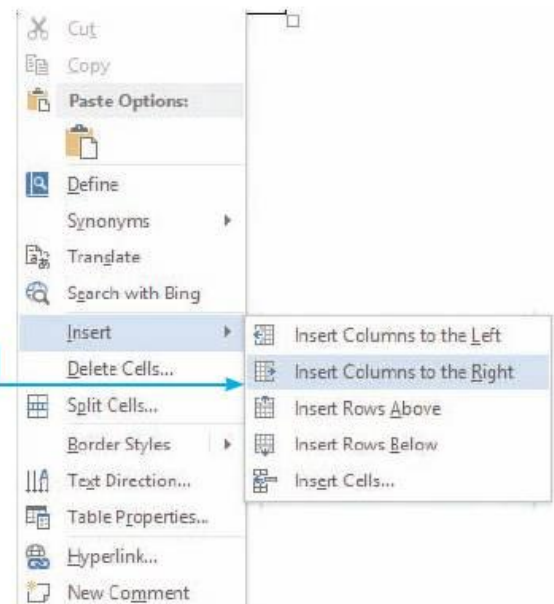 Cut
Copy
Paste Options:
Define
Synonyms
Translate
Search with Bing
Insert
Delete Cells...
Split Cells...
Border Styles
Text Direction...
Table Properties...
Hyperlink...
New Comment
Insert Columns to the Left
Insert Columns to the Right
Insert Rows Above
Insert Rows Below
Insert Cells...